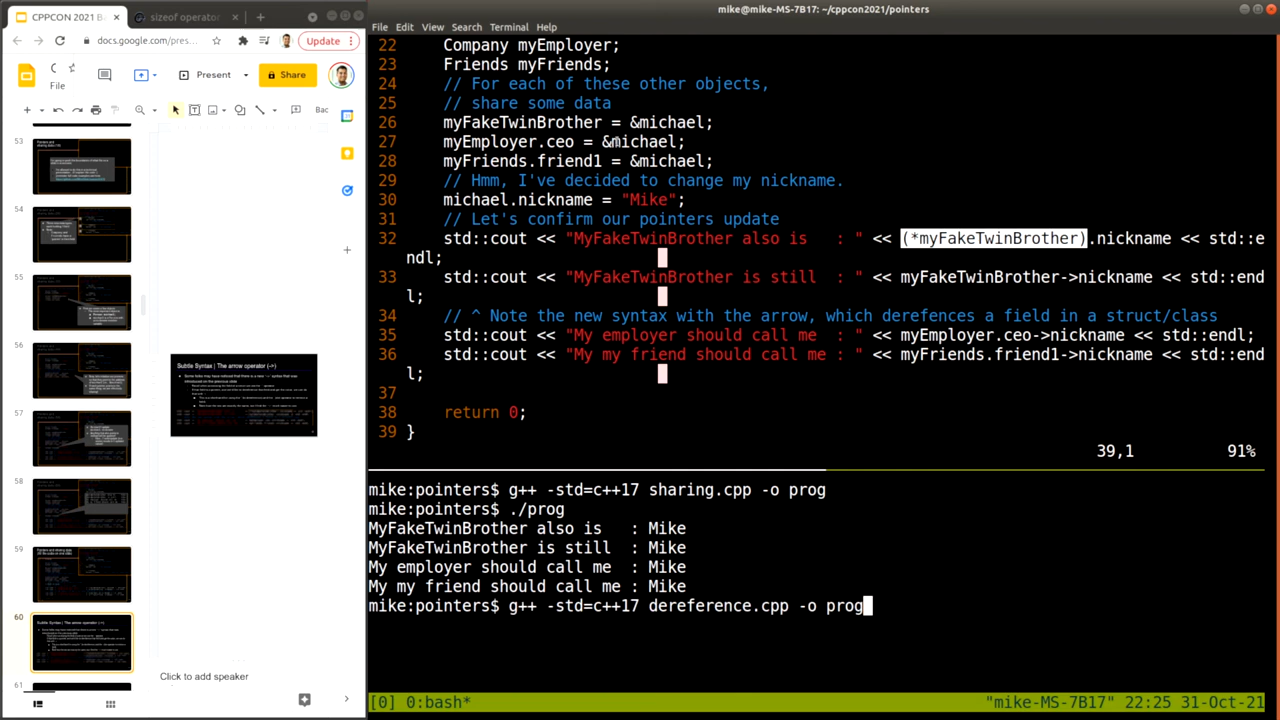 CPPCON 2021 B
sizeof operator
docs.google.com/pres...
Update
C
File
Present
Share
Bac
53
54
55
56
57
58
59
60
61
Subtle Syntax | The arrow operator (->)
Click to add speaker
mike@mike-MS-7B17: ~/cppcon2021/pointers
File Edit View Search Terminal Help
22 Company myEmployer;
23 Friends myFriends;
24 // For each of these other objects,
25 // share some data
26 myFakeTwinBrother = &michael;
27 myEmployer.ceo = &michael;
28 myFriends.friend1 = &michael;
29 // Hmm, I've decided to change my nickname.
30 michael.nickname = "Mike";
31 // Let's confirm our pointers update
32 std::cout << "MyFakeTwinBrother also is   : " << (*myFakeTwinBrother).nickname << std::e
ndl;
33 std::cout << "MyFakeTwinBrother is still  : " << myFakeTwinBrother->nickname << std::end
l;
34 // ^ Note the new syntax with the arrow, which derefences a field in a struct/class
35 std::cout << "My employer should call me  : " << myEmployer.ceo->nickname << std::endl;
36 std::cout << "My my friend should call me : " << myFriends.friend1->nickname << std::end
l;
37
38 return 0;
39 }
39,1 91%
mike:pointers$ g++ -std=c++17 sharing.cpp -o prog
mike:pointers$ ./prog
MyFakeTwinBrother also is   : Mike
MyFakeTwinBrother is still  : Mike
My employer should call me  : Mike
My my friend should call me : Mike
mike:pointers$ g++ -std=c++17 dereference.cpp -o prog
[0] 0:bash* "mike-MS-7B17" 22:25 31-Oct-21